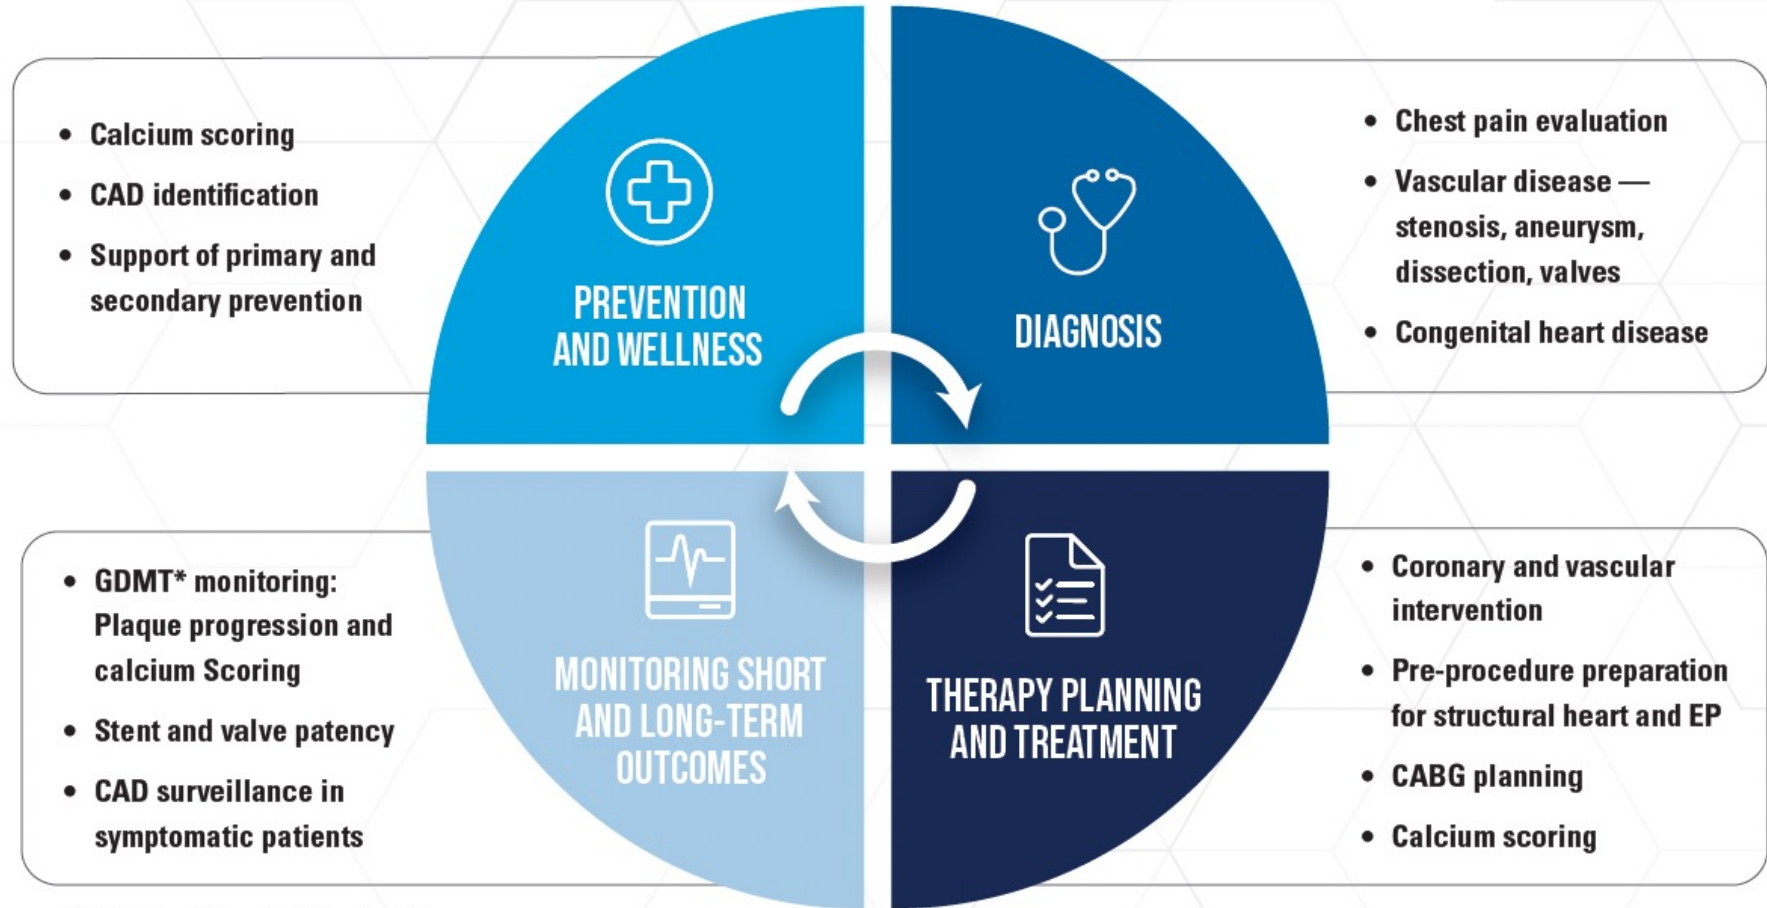 • Calcium scoring
• CAD identification
• Support of primary and
secondary prevention
PREVENTION
AND WELLNESS
DIAGNOSIS
• Chest pain evaluation
• Vascular disease —
stenosis, aneurysm,
dissection, valves
• Congenital heart disease
• GDMT* monitoring:
Plaque progression and
calcium Scoring
• Stent and valve patency
• CAD surveillance in
symptomatic patients
MONITORING SHORT
AND LONG-TERM
OUTCOMES
THERAPY PLANNING
AND TREATMENT
• Coronary and vascular
intervention
• Pre-procedure preparation
for structural heart and EP
• CABG planning
• Calcium scoring